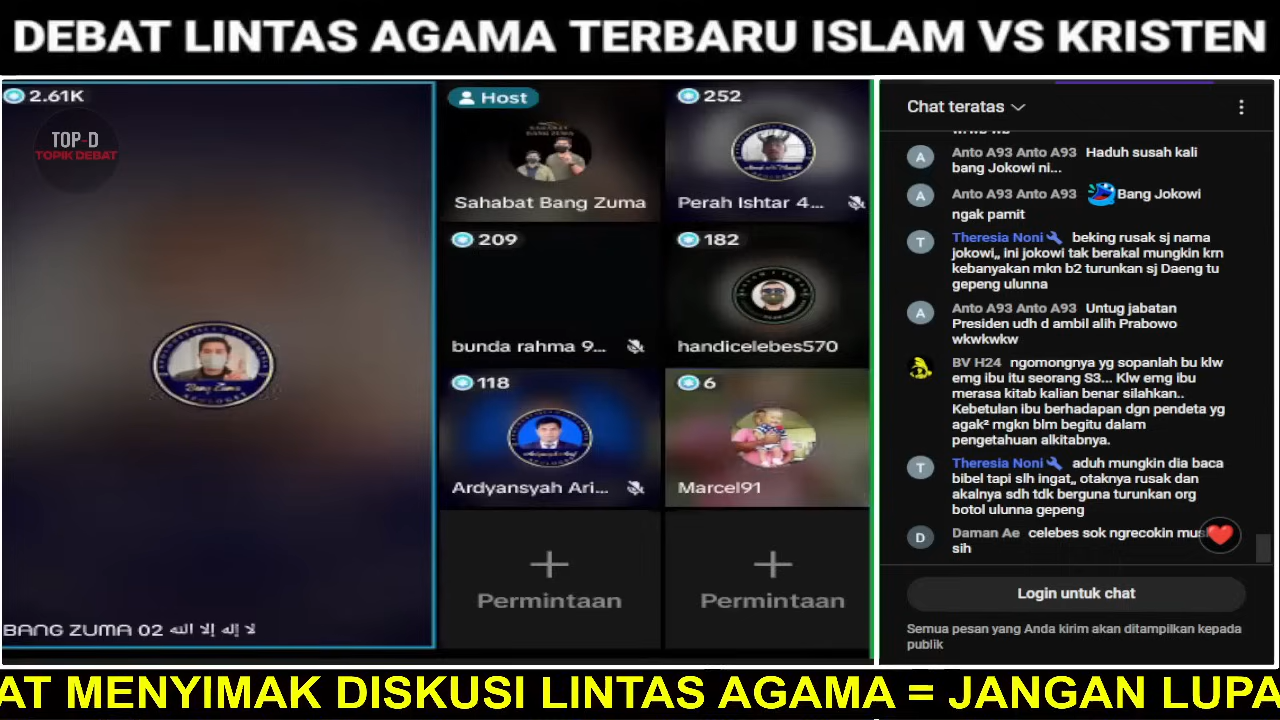 DEBAT LINTAS AGAMA TERBARU ISLAM VS KRISTEN
2.61K
TOP-D
TOPIK DEBAT
Bang Zuma
APOLOGET
BANG ZUMA 02 لا إله إلا الله
Host
SAHABAT
BANG ZUMA
Sahabat Bang Zuma
252
Perah Ishtar 4...
209
bunda rahma 9...
182
handicelebes570
118
APOLOGET
Ardyansyah Ari...
6
Marcel91
Permintaan
Permintaan
Chat teratas
Anto A93 Anto A93 Haduh susah kali
bang Jokowi ni...
Anto A93 Anto A93 Bang Jokowi
ngak pamit
Theresia Noni beking rusak sj nama
jokowi,, ini jokowi tak berakal mungkin krn
kebanyakan mkn b2 turunkan sj Daeng tu
gepeng ulunna
Anto A93 Anto A93 Untug jabatan
Presiden udh d ambil alih Prabowo
wkwkwkw
BV H24 ngomongnya yg sopanlah bu klw
emg ibu itu seorang S3... Klw emg ibu
merasa kitab kalian benar silahkan..
Kebetulan ibu berhadapan dgn pendeta yg
agak² mgkn blm begitu dalam
pengetahuan alkitabnya.
Theresia Noni aduh mungkin dia baca
bibel tapi slh ingat,, otaknya rusak dan
akalnya sdh tdk berguna turunkan org
botol ulunna gepeng
Daman Ae celebes sok ngrecokin mus
sih
Login untuk chat
Semua pesan yang Anda kirim akan ditampilkan kepada
publik
AT MENYIMAK DISKUSI LINTAS AGAMA = JANGAN LUPA